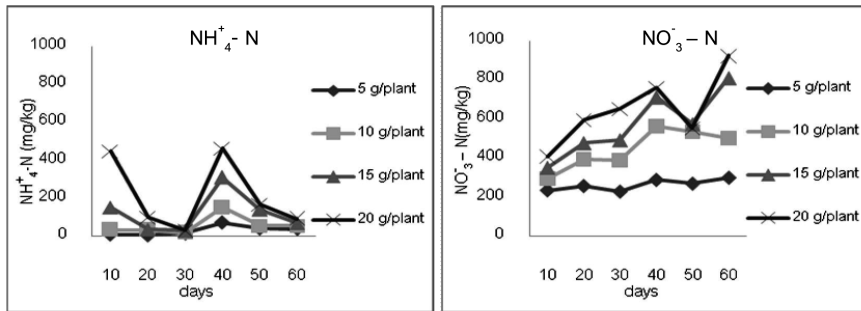 NH⁺₄- N
1000
800
600
400
200
0
NH⁺₄-N (mg/kg)
10 20 30 40 50 60
days
5 g/plant
10 g/plant
15 g/plant
20 g/plant
NO⁻₃ – N
1000
800
600
400
200
0
NO⁻₃ – N(mg/kg)
10 20 30 40 50 60
days
5 g/plant
10 g/plant
15 g/plant
20 g/plant